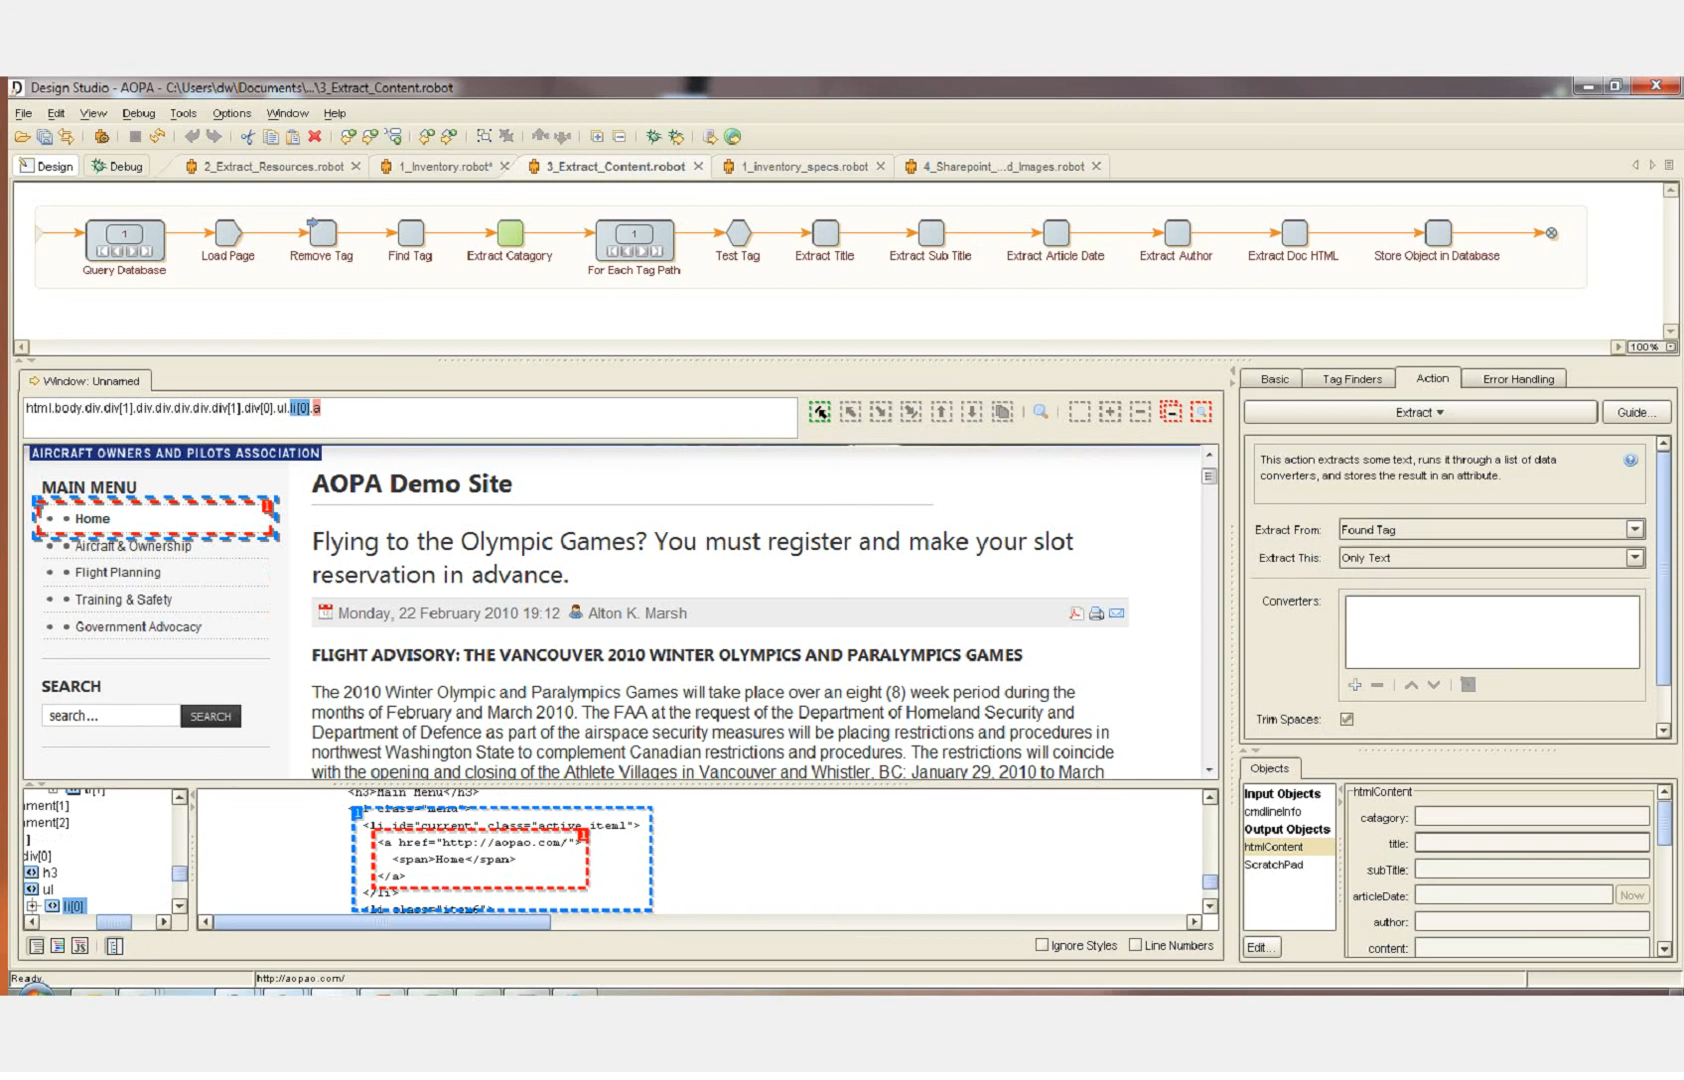 Design Studio - AOPA - C:\Users\dw\Documents\...\3_Extract_Content.robot
File Edit View Debug Tools Options Window Help
Design Debug 2_Extract_Resources.robot 1_Inventory.robot* 3_Extract_Content.robot 1_inventory_specs.robot 4_Sharepoint_...d_Images.robot
1 1
Query Database Load Page Remove Tag Find Tag Extract Catagory For Each Tag Path Test Tag Extract Title Extract Sub Title Extract Article Date Extract Author Extract Doc HTML Store Object in Database
100%
Window: Unnamed
html.body.div.div[1].div.div.div.div.div[1].div[0].ul.li[0].a
AIRCRAFT OWNERS AND PILOTS ASSOCIATION
MAIN MENU
1
Home
Aircraft & Ownership
Flight Planning
Training & Safety
Government Advocacy
SEARCH
search... SEARCH
AOPA Demo Site
Flying to the Olympic Games? You must register and make your slot
reservation in advance.
Monday, 22 February 2010 19:12 Alton K. Marsh
FLIGHT ADVISORY: THE VANCOUVER 2010 WINTER OLYMPICS AND PARALYMPICS GAMES
The 2010 Winter Olympic and Paralympics Games will take place over an eight (8) week period during the
months of February and March 2010. The FAA at the request of the Department of Homeland Security and
Department of Defence as part of the airspace security measures will be placing restrictions and procedures in
northwest Washington State to complement Canadian restrictions and procedures. The restrictions will coincide
with the opening and closing of the Athlete Villages in Vancouver and Whistler, BC: January 29, 2010 to March
Basic Tag Finders Action Error Handling
Extract Guide...
This action extracts some text, runs it through a list of data
converters, and stores the result in an attribute.
Extract From: Found Tag
Extract This: Only Text
Converters:
Trim Spaces:
li[1]
ment[1]
ment[2]
]
div[0]
h3
ul
li[0]
<h3>Main Menu</h3>
class="menu">
<li id="current" class="active item1">
<a href="http://aopao.com/">
<span>Home</span>
</a>
</li>
<li class="item6">
1 1
Ignore Styles Line Numbers
Objects
Input Objects
cmdlineInfo
Output Objects
htmlContent
ScratchPad
Edit...
htmlContent
catagory:
title:
subTitle:
articleDate: Now
author:
content:
Ready. http://aopao.com/